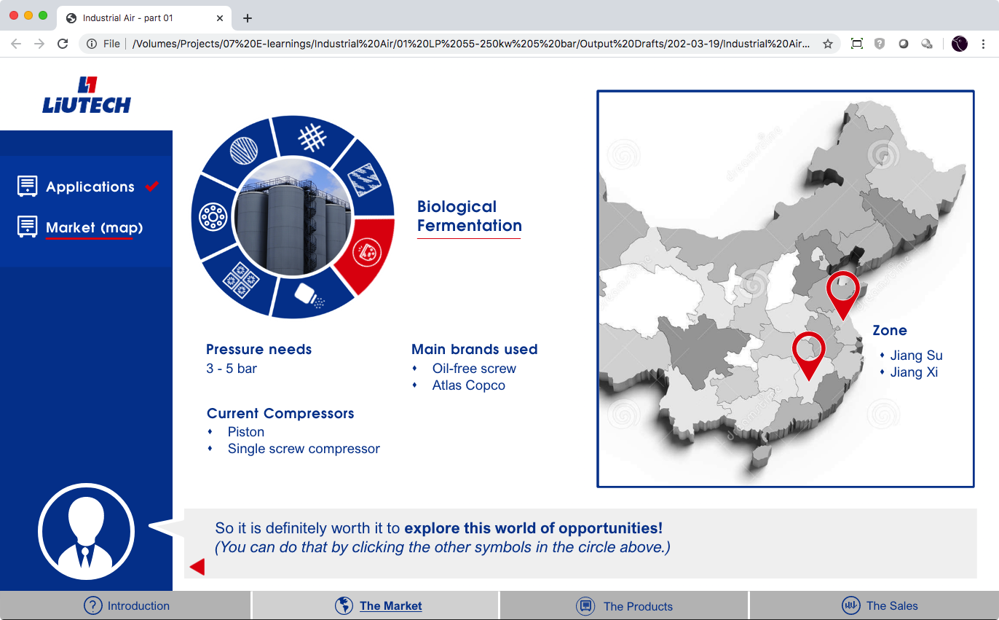 Industrial Air - part 01
File
/Volumes/Projects/07%20E-learnings/Industrial%20Air/01%20LP%2055-250kw%205%20bar/Output%20Drafts/202-03-19/Industrial%20Air...
LiUTECH
Applications
Market (map)
Biological
Fermentation
Pressure needs
3 - 5 bar
Main brands used
Oil-free screw
Atlas Copco
Current Compressors
Piston
Single screw compressor
Zone
Jiang Su
Jiang Xi
So it is definitely worth it to explore this world of opportunities!
(You can do that by clicking the other symbols in the circle above.)
Introduction
The Market
The Products
The Sales